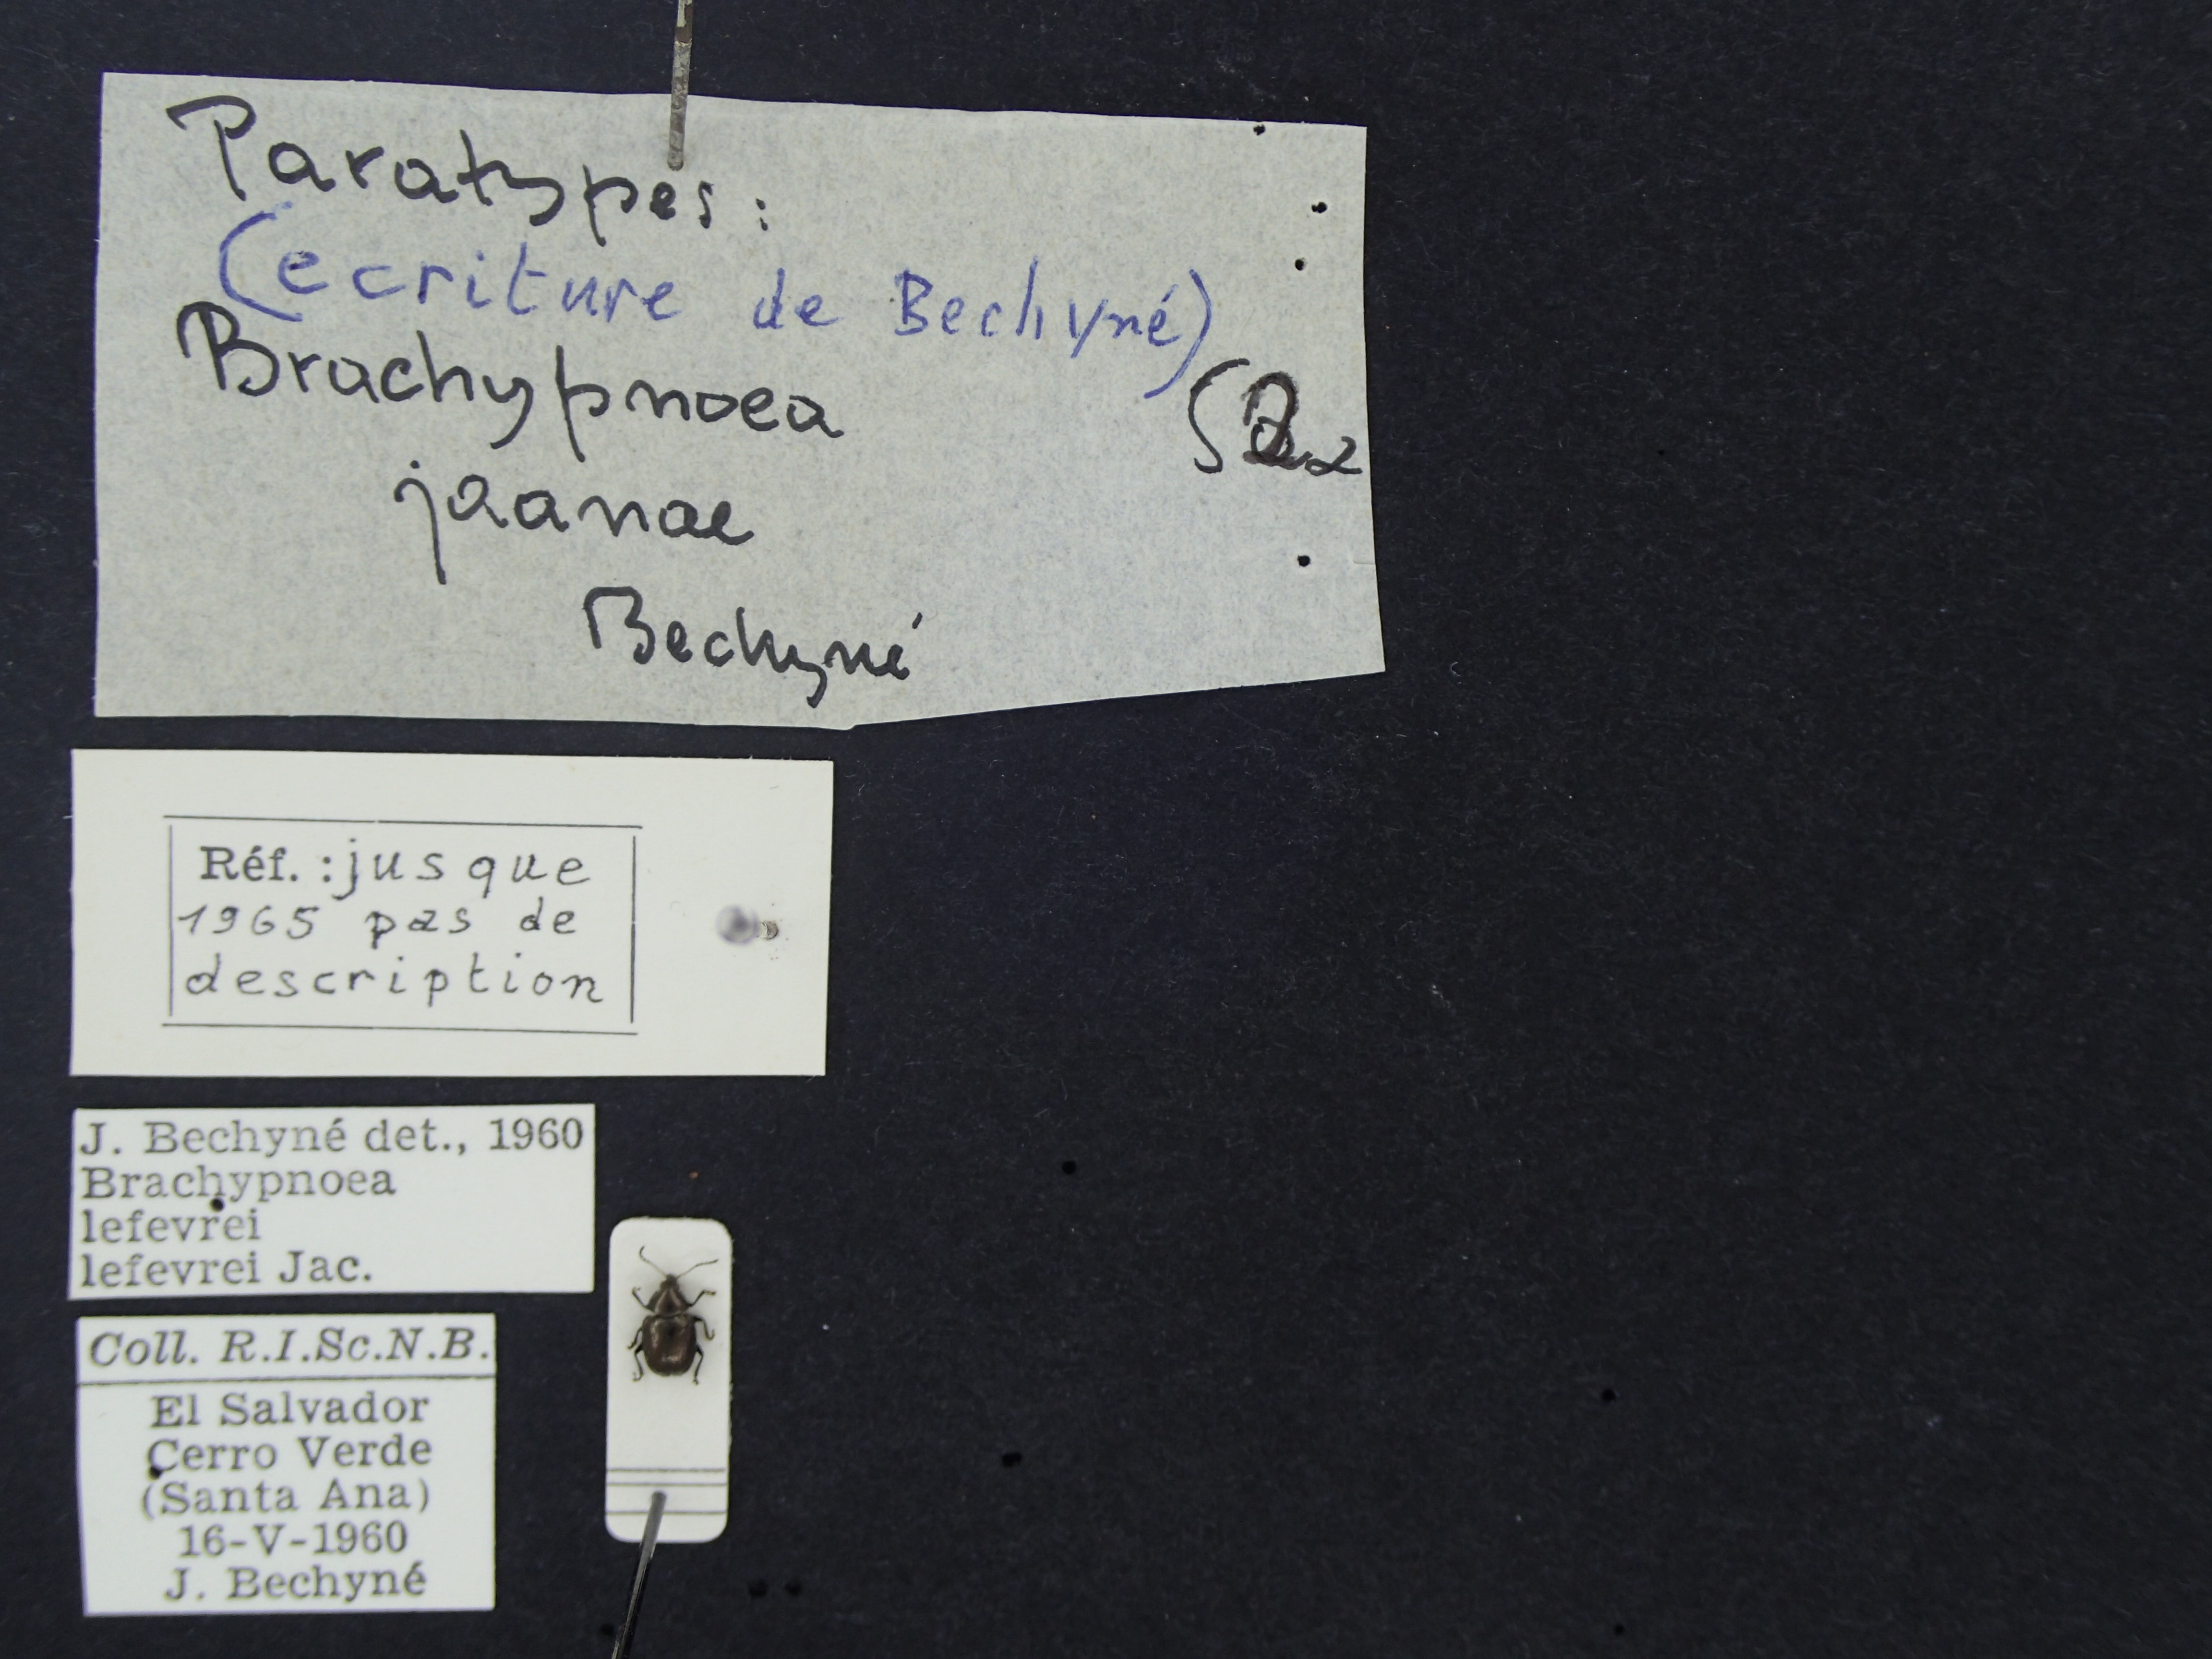 Paratypes:
(ecriture de Bechyné)
Brachypnoea
jaanae
Bechyné
Réf. : jusque
1965 pas de
description
J. Bechyné det., 1960
Brachypnoea
lefevrei
lefevrei Jac.
Coll. R.I.Sc.N.B.
El Salvador
Cerro Verde
(Santa Ana)
16-V-1960
J. Bechyné